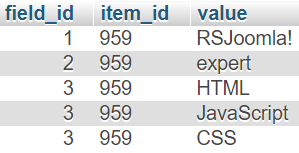 field_id item_id value
1 959 RSJoomla!
2 959 expert
3 959 HTML
3 959 JavaScript
3 959 CSS